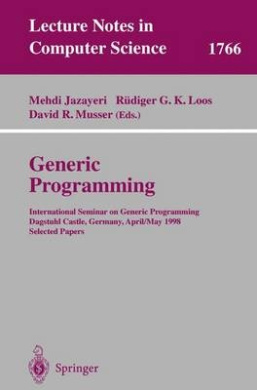 Lecture Notes in
Computer Science 1766
Mehdi Jazayeri Rüdiger G. K. Loos
David R. Musser (Eds.)
Generic
Programming
International Seminar on Generic Programming
Dagstuhl Castle, Germany, April/May 1998
Selected Papers
Springer